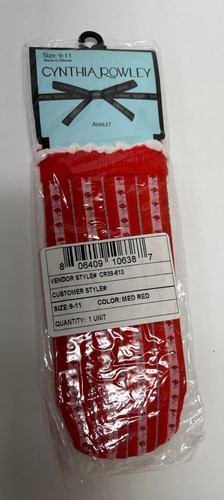 Size: 9-11
Made in Taiwan
CYNTHIA ROWLEY
ANKLET
8 06409 10638 7
VENDOR STYLE# CR38-610
CUSTOMER STYLE#
SIZE:9-11 COLOR:MED RED
QUANTITY: 1 UNIT